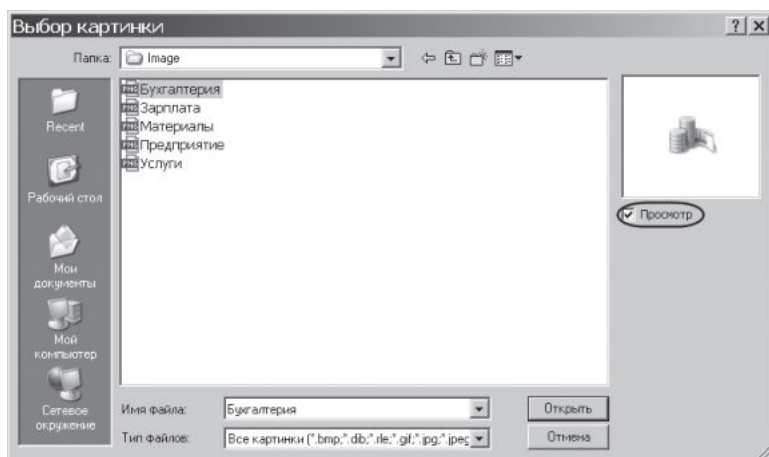 Выбор картинки
Папка: Image
Recent
Рабочий стол
Мои документы
Мой компьютер
Сетевое окружение
Бухгалтерия
Зарплата
Материалы
Предприятие
Услуги
Просмотр
Имя файла: Бухгалтерия
Открыть
Тип файлов: Все картинки (*.bmp;*.dib;*.rle;*.gif;*.jpg;*.jpeg
Отмена